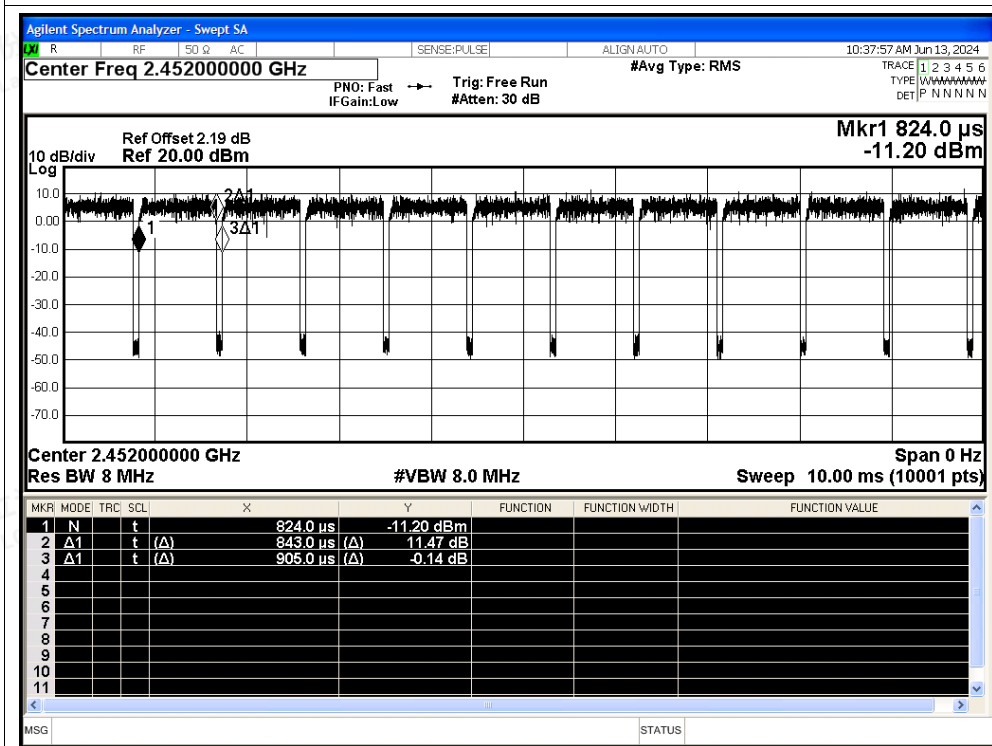 Agilent Spectrum Analyzer - Swept SA
LXI R RF 50 Ω AC SENSE:PULSE ALIGN AUTO 10:37:57 AM Jun 13, 2024
Center Freq 2.452000000 GHz #Avg Type: RMS TRACE 1 2 3 4 5 6
PNO: Fast Trig: Free Run TYPE WWWWWW
IFGain:Low #Atten: 30 dB DET P N N N N N
Mkr1 824.0 µs
-11.20 dBm
Ref Offset 2.19 dB
10 dB/div Ref 20.00 dBm
Log
10.0
0.00
-10.0
-20.0
-30.0
-40.0
-50.0
-60.0
-70.0
1
2Δ1
3Δ1
Center 2.452000000 GHz Span 0 Hz
Res BW 8 MHz #VBW 8.0 MHz Sweep 10.00 ms (10001 pts)
MKR MODE TRC SCL X Y FUNCTION FUNCTION WIDTH FUNCTION VALUE
1 N t 824.0 µs -11.20 dBm
2 Δ1 t (Δ) 843.0 µs (Δ) 11.47 dB
3 Δ1 t (Δ) 905.0 µs (Δ) -0.14 dB
4
5
6
7
8
9
10
11
MSG STATUS